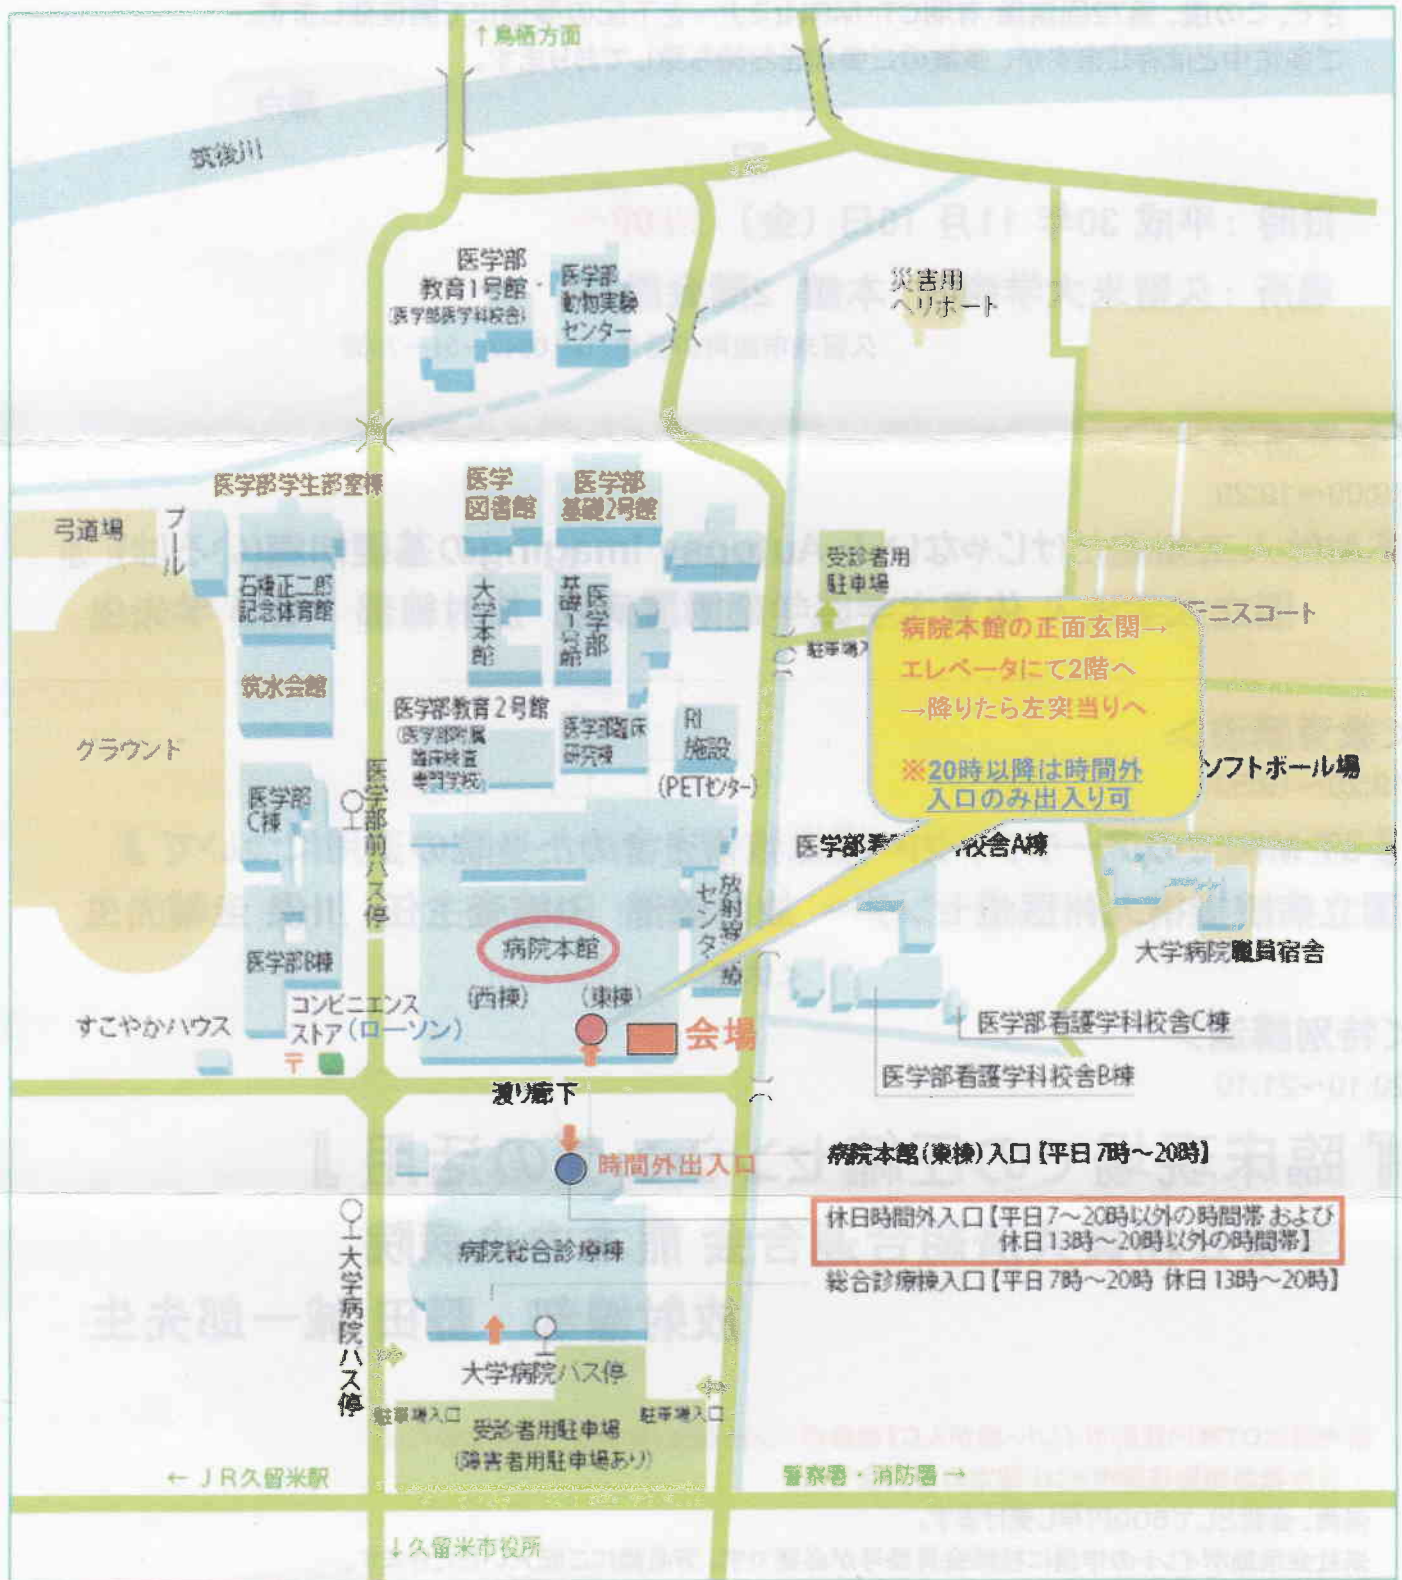 ↑鳥栖方面
筑後川
医学部
教育1号館
(医学部医学科校舎)
医学部
動物実験
センター
災害用
ヘリポート
医学部学生部室棟
医学
図書館
医学部
基礎2号館
弓道場
プール
石橋正二郎
記念体育館
大学本館
医学部
基礎1号館
受診者用
駐車場
テニスコート
筑水会館
グラウンド
医学部教育2号館
(医学部附属
臨床検査
専門学校)
医学部臨床
研究棟
RI
施設
(PETセンター)
病院本館の正面玄関→
エレベータにて2階へ
→降りたら左突当りへ
※20時以降は時間外
入口のみ出入り可
ソフトボール場
医学部
C棟
医学部前バス停
医学部B棟
病院本館
(西棟)
(東棟)
会場
大学病院職員宿舎
すこやかハウス
コンビニエンス
ストア(ローソン)
〒
医学部看護学科校舎C棟
医学部看護学科校舎B棟
渡り廊下
時間外出入口
病院本館(東棟)入口【平日7時～20時】
休日時間外入口【平日7～20時以外の時間帯 および
休日13時～20時以外の時間帯】
総合診療棟入口【平日7時～20時 休日13時～20時】
病院総合診療棟
大学病院バス停
大学病院バス停
駐車場入口
駐車場入口
受診者用駐車場
(障害者用駐車場あり)
← JR久留米駅
警察署・消防署→
↓久留米市役所